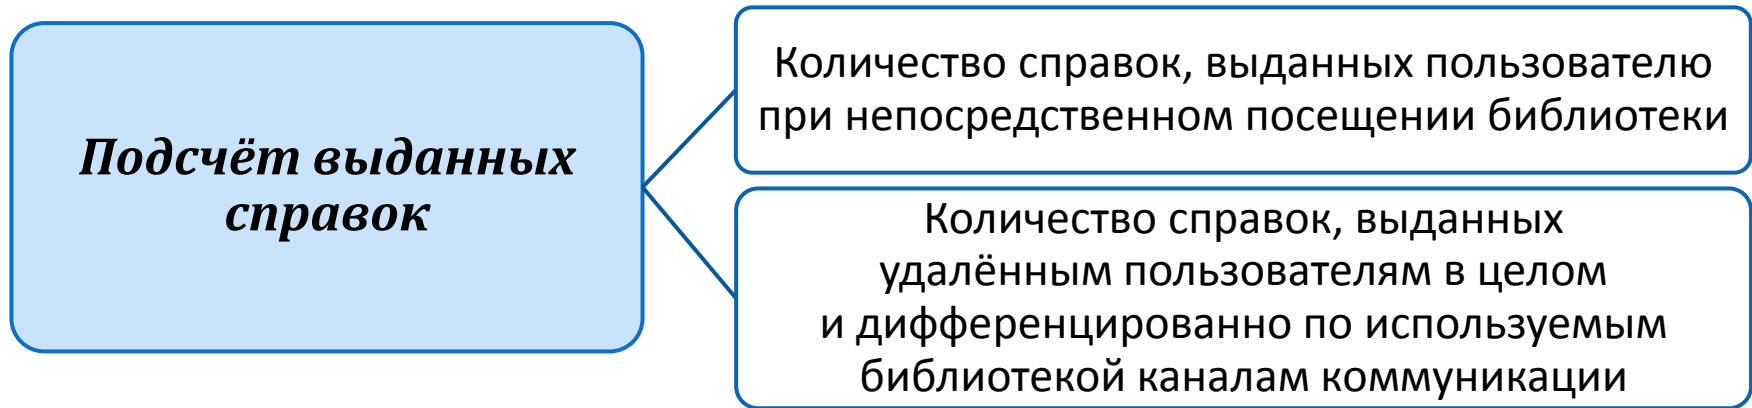 Подсчёт выданных
справок
Количество справок, выданных пользователю
при непосредственном посещении библиотеки
Количество справок, выданных
удалённым пользователям в целом
и дифференцированно по используемым
библиотекой каналам коммуникации